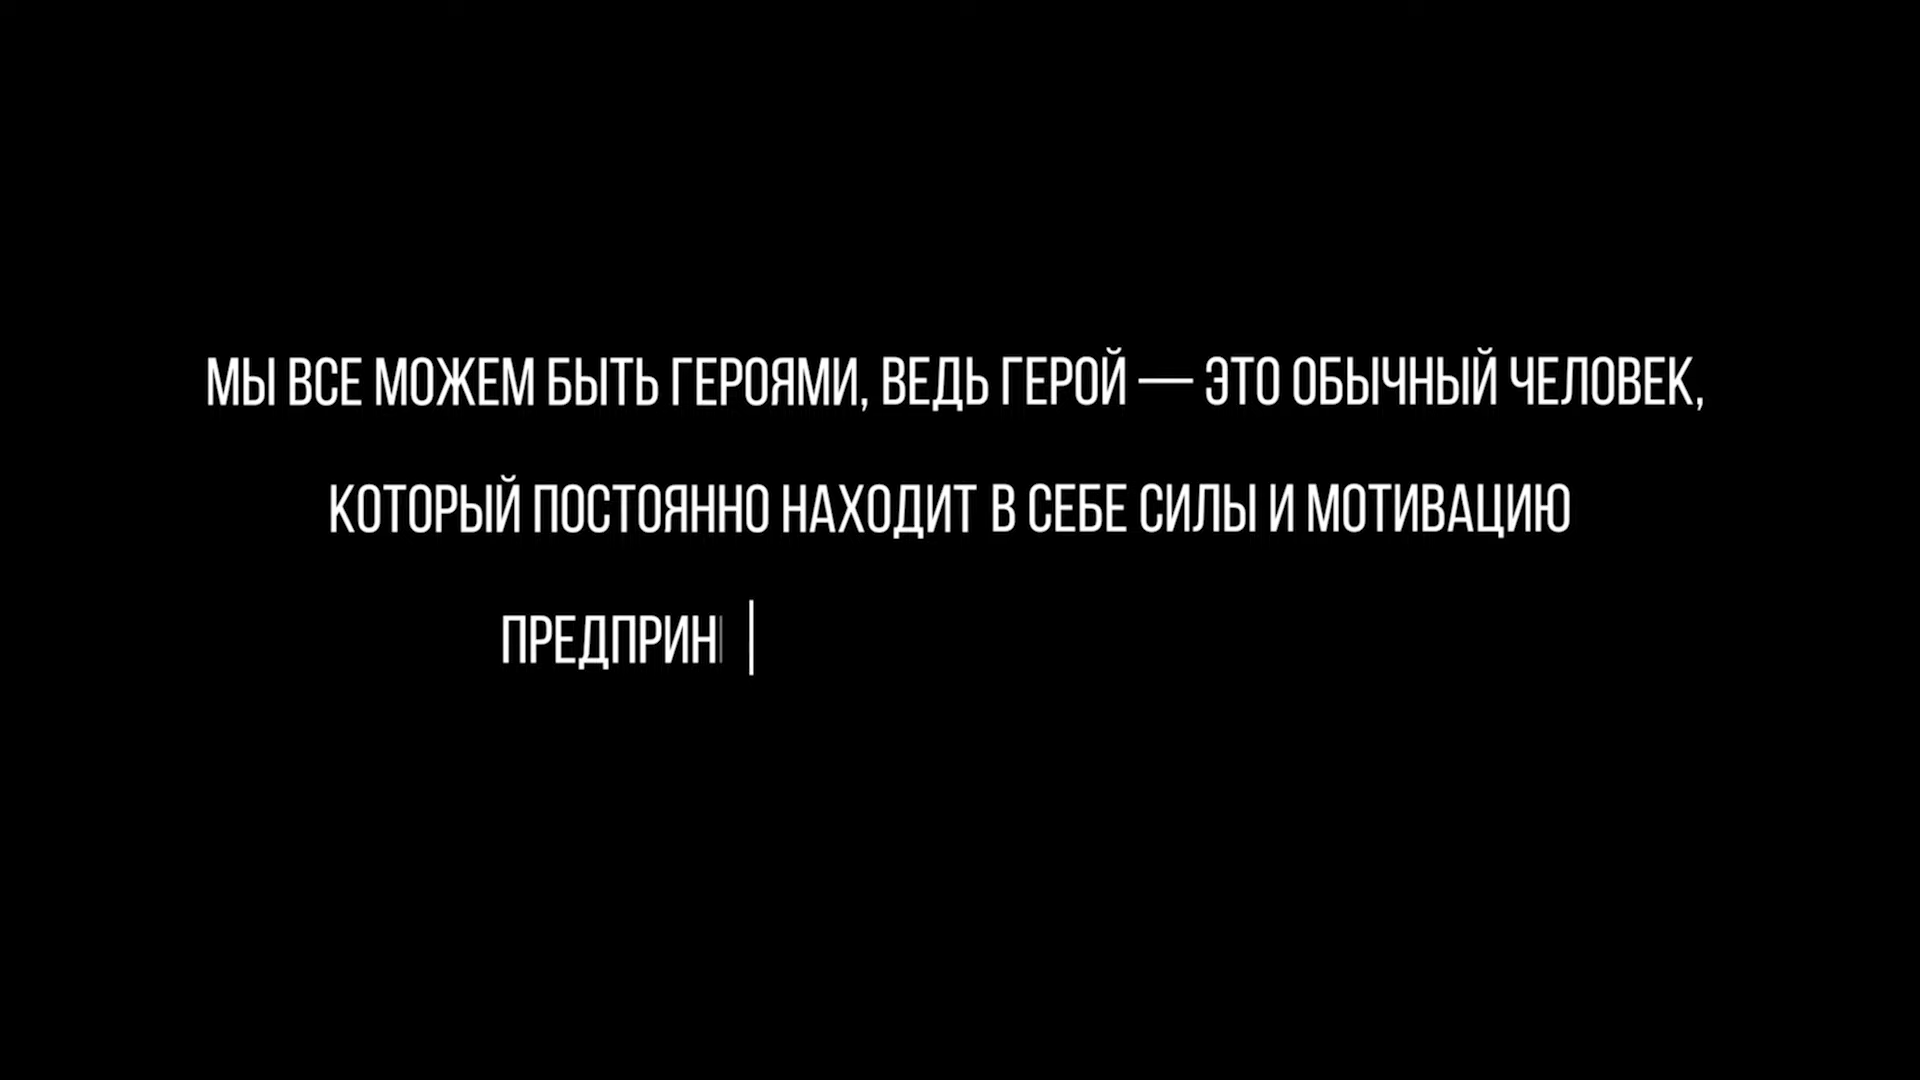 МЫ ВСЕ МОЖЕМ БЫТЬ ГЕРОЯМИ, ВЕДЬ ГЕРОЙ — ЭТО ОБЫЧНЫЙ ЧЕЛОВЕК,
КОТОРЫЙ ПОСТОЯННО НАХОДИТ В СЕБЕ СИЛЫ И МОТИВАЦИЮ
ПРЕДПРИН